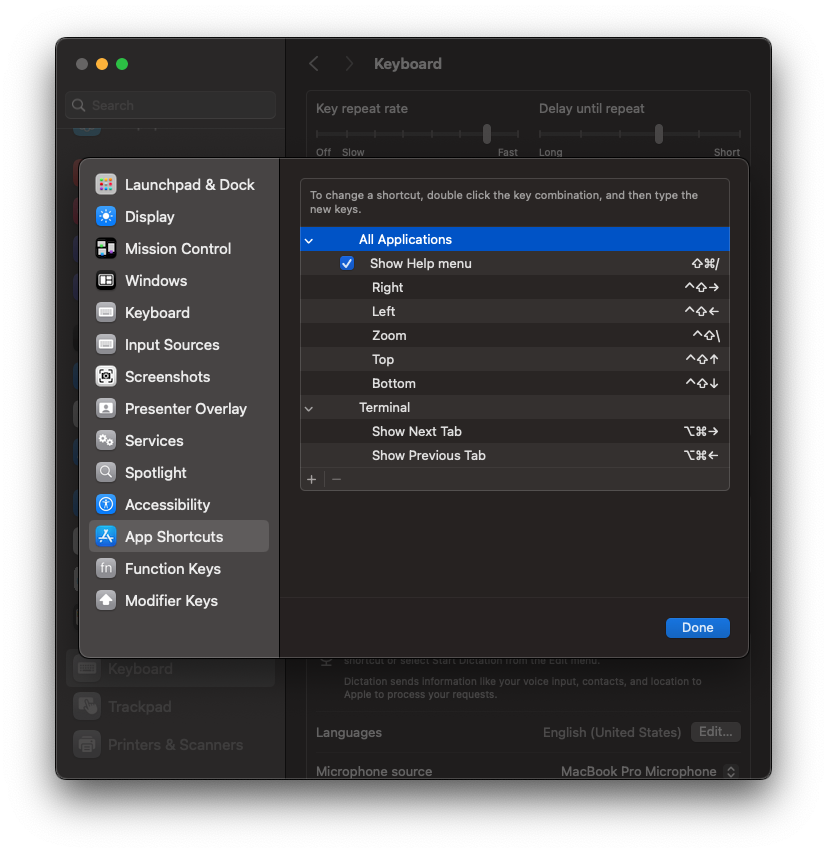 Keyboard
Search
Key repeat rate
Delay until repeat
Off Slow Fast
Long Short
Launchpad & Dock
Display
Mission Control
Windows
Keyboard
Input Sources
Screenshots
Presenter Overlay
Services
Spotlight
Accessibility
App Shortcuts
fn Function Keys
Modifier Keys
To change a shortcut, double click the key combination, and then type the
new keys.
All Applications
Show Help menu ⇧⌘/
Right ^⇧→
Left ^⇧←
Zoom ^⇧\
Top ^⇧↑
Bottom ^⇧↓
Terminal
Show Next Tab ⌥⌘→
Show Previous Tab ⌥⌘←
+ −
Done
Keyboard
Trackpad
Printers & Scanners
shortcut or select Start Dictation from the Edit menu.
Dictation sends information like your voice input, contacts, and location to
Apple to process your requests.
Languages English (United States) Edit...
Microphone source MacBook Pro Microphone